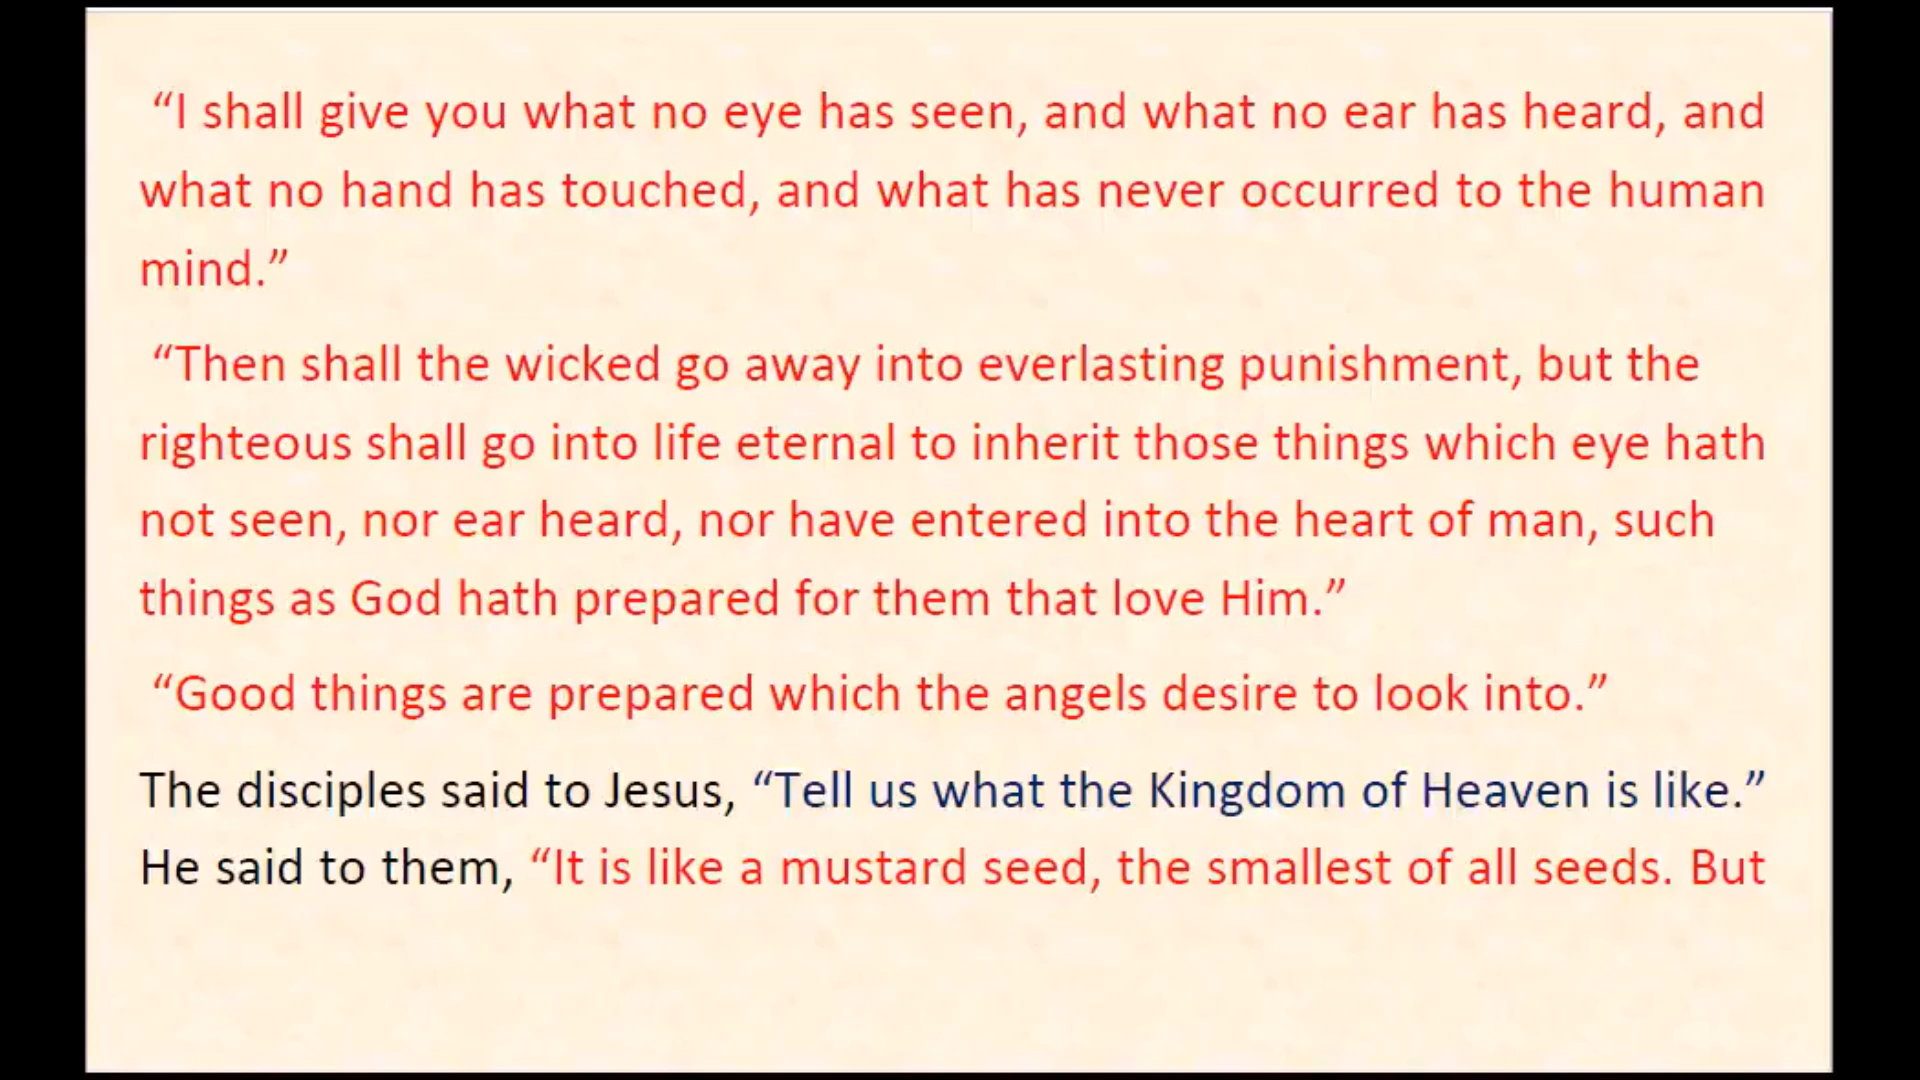 “I shall give you what no eye has seen, and what no ear has heard, and
what no hand has touched, and what has never occurred to the human
mind.”
“Then shall the wicked go away into everlasting punishment, but the
righteous shall go into life eternal to inherit those things which eye hath
not seen, nor ear heard, nor have entered into the heart of man, such
things as God hath prepared for them that love Him.”
“Good things are prepared which the angels desire to look into.”
The disciples said to Jesus, “Tell us what the Kingdom of Heaven is like.”
He said to them, “It is like a mustard seed, the smallest of all seeds. But